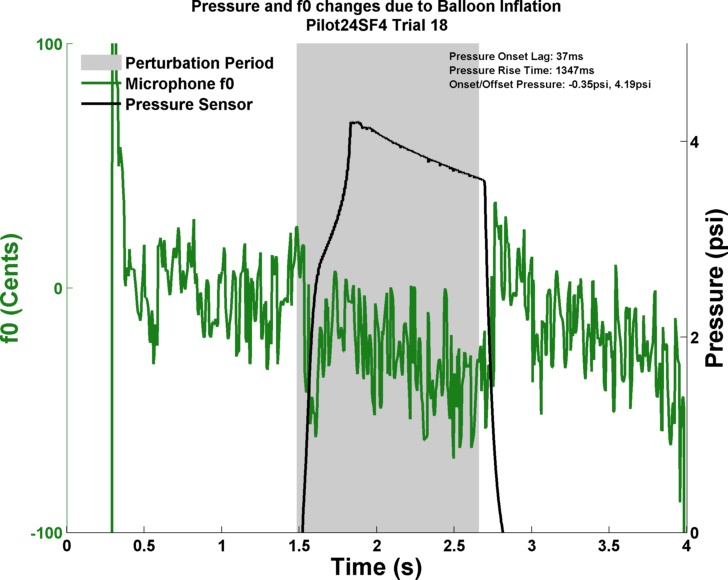 Pressure and f0 changes due to Balloon Inflation
Pilot24SF4 Trial 18
100
Perturbation Period
Microphone f0
Pressure Sensor
Pressure Onset Lag: 37ms
Pressure Rise Time: 1347ms
Onset/Offset Pressure: -0.35psi, 4.19psi
4
f0 (Cents)
0
Pressure (psi)
2
-100
0
0 0.5 1 1.5 2 2.5 3 3.5 4
Time (s)